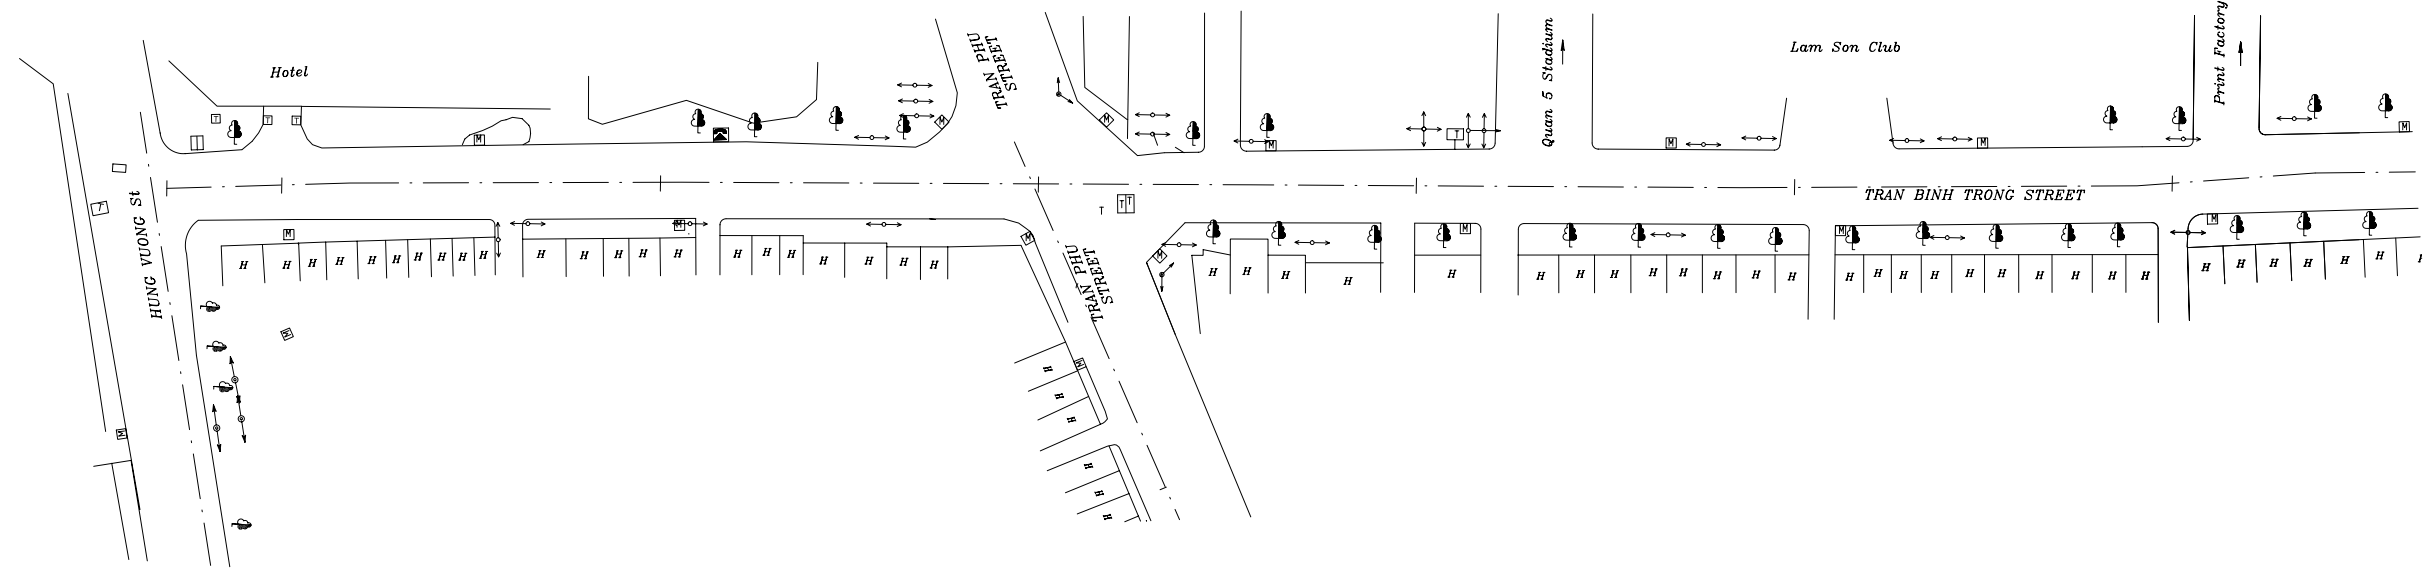 Hotel
TRAN PHU
STREET
Quan 5 Stadium
Lam Son Club
Print Factory
T
T
T
M
M
M
M
T
M
M
M
M
T
HUNG VUONG St
T
T T
TRAN BINH TRONG STREET
M
M
M
M
M
M
M
H H H H H H H H H H
H H H H H
H H H H H H H
TRAN PHU
STREET
H H H H
H
H H H H H H H H
H H H H H H H H H
H H H H H H
M
M
H
H
H
M
H
H
H